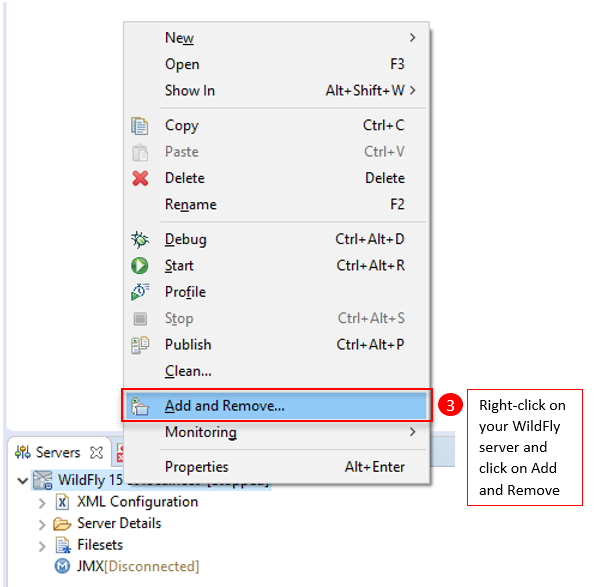 New
Open F3
Show In Alt+Shift+W
Copy Ctrl+C
Paste Ctrl+V
Delete Delete
Rename F2
Debug Ctrl+Alt+D
Start Ctrl+Alt+R
Profile
Stop Ctrl+Alt+S
Publish Ctrl+Alt+P
Clean...
Add and Remove...
Monitoring
Properties Alt+Enter
3
Right-click on
your WildFly
server and
click on Add
and Remove
Servers
WildFly 15
XML Configuration
Server Details
Filesets
JMX[Disconnected]